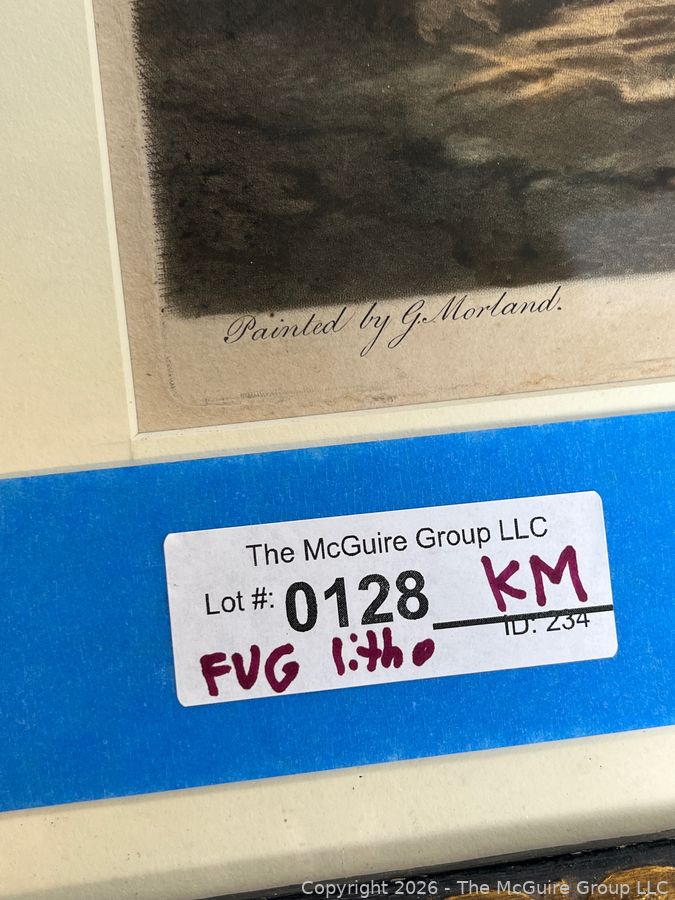 Painted by G. Morland.
The McGuire Group LLC
Lot #: 0128 KM
ID: 234
FVG litho
Copyright 2026 - The McGuire Group LLC